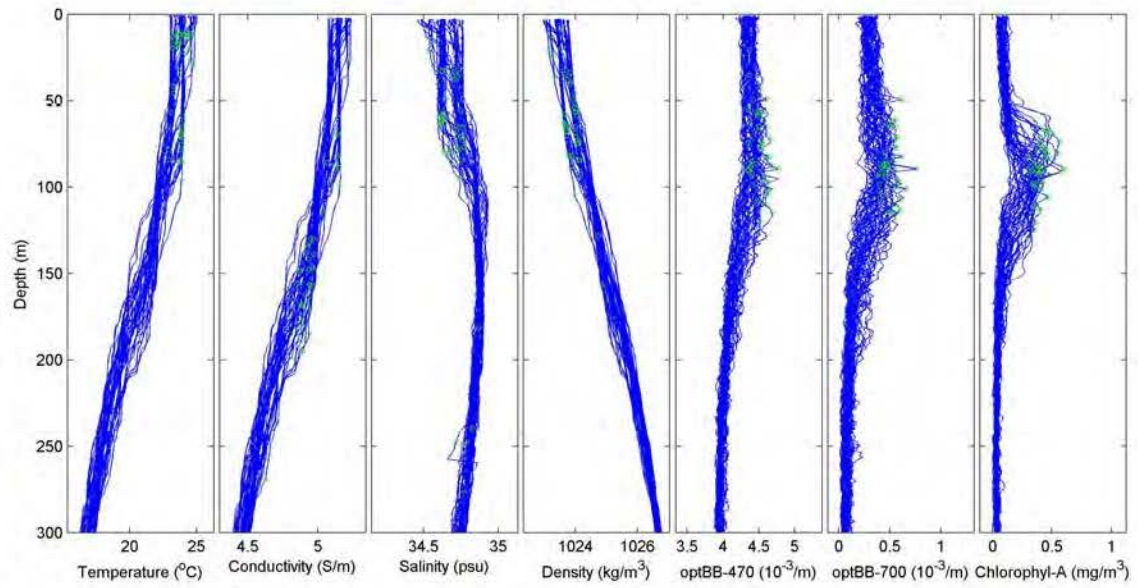 0
50
100
150
200
250
300
Depth (m)
20 25
4.5 5
34.5 35
1024 1026
3.5 4 4.5 5
0 0.5 1
0 0.5 1
Temperature (°C)
Conductivity (S/m)
Salinity (psu)
Density (kg/m³)
optBB-470 (10⁻³/m)
optBB-700 (10⁻³/m)
Chlorophyl-A (mg/m³)